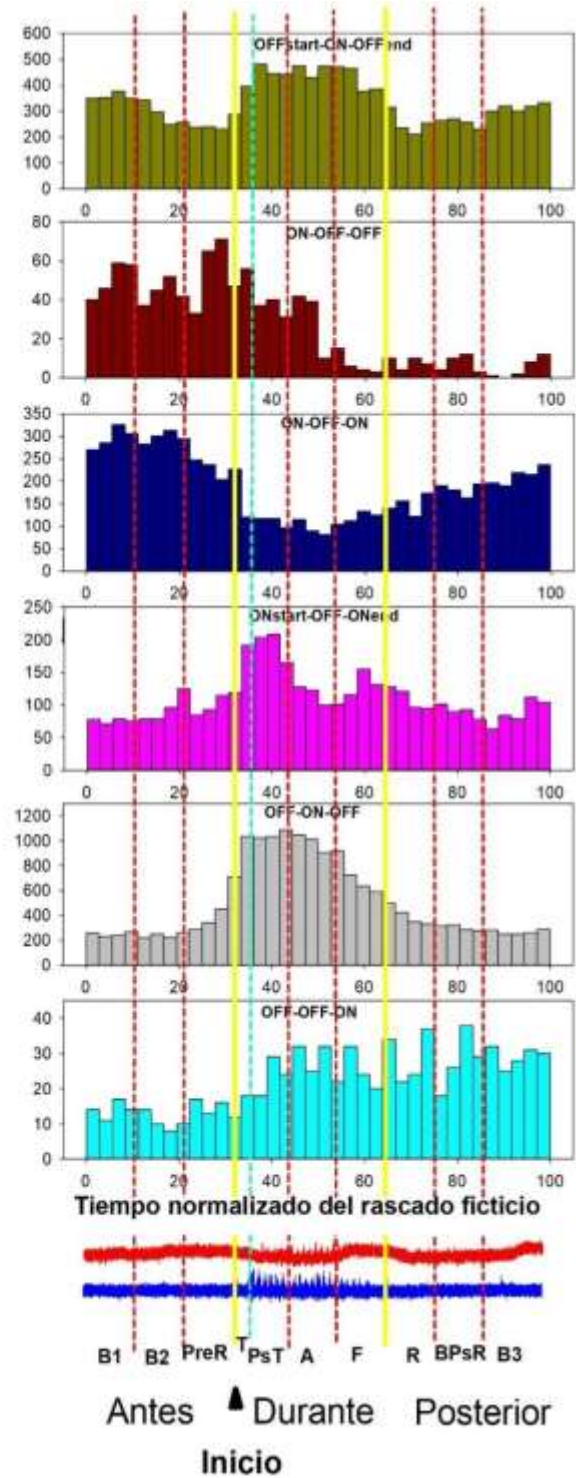 OFFstart-ON-OFFend
600
500
400
300
200
100
0
0 20 40 60 80 100
ON-OFF-OFF
80
60
40
20
0
0 20 40 60 80 100
ON-OFF-ON
350
300
250
200
150
100
50
0
0 20 40 60 80 100
ONstart-OFF-ONend
250
200
150
100
50
0
0 20 40 60 80 100
OFF-ON-OFF
1200
1000
800
600
400
200
0
0 20 40 60 80 100
OFF-OFF-ON
40
30
20
10
0
0 20 40 60 80 100
Tiempo normalizado del rascado ficticio
B1 B2 PreR T PsT A F R BPsR B3
Antes Durante Posterior
Inicio